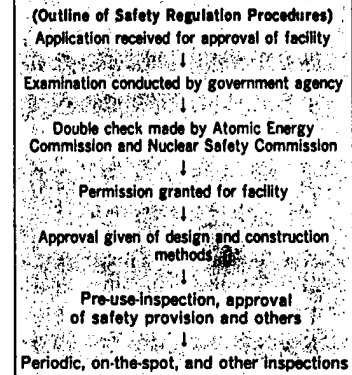 (Outline of Safety Regulation Procedures)
Application received for approval of facility
↓
Examination conducted by government agency
↓
Double check made by Atomic Energy
Commission and Nuclear Safety Commission
↓
Permission granted for facility
↓
Approval given of design and construction
methods
↓
Pre-use-inspection, approval
of safety provision and others
↓
Periodic, on-the-spot, and other inspections